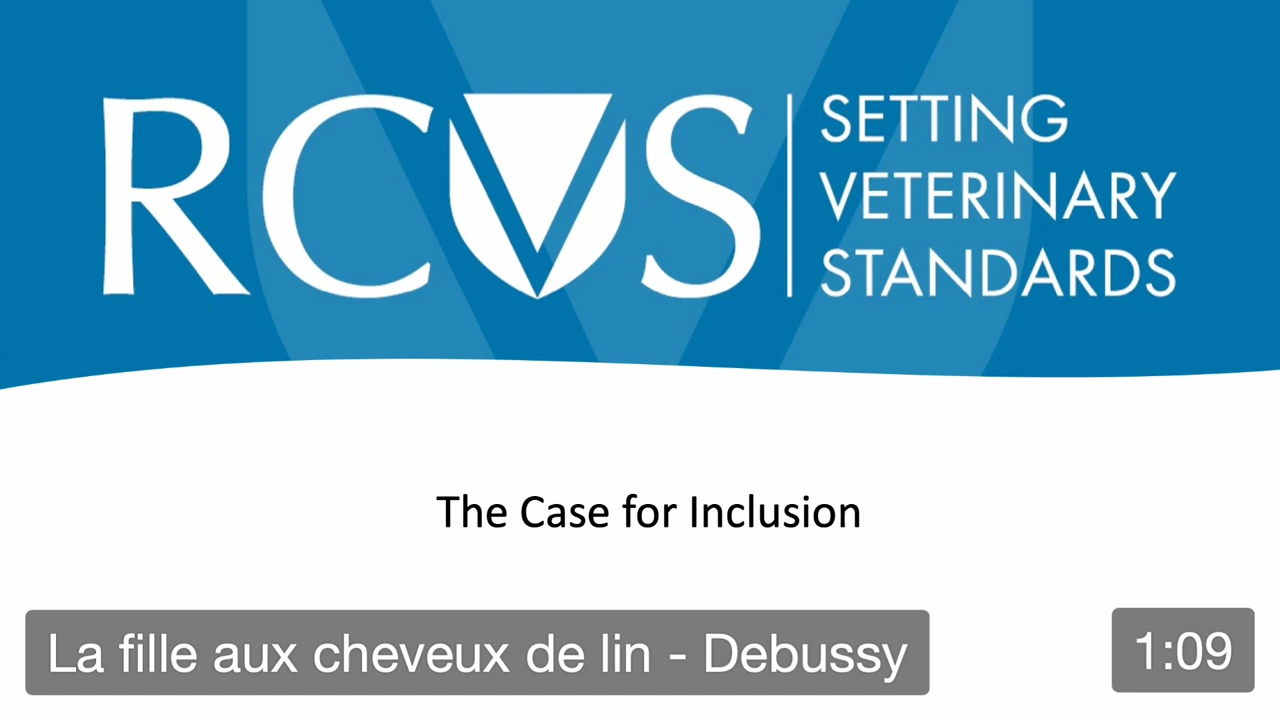 RCVS
SETTING
VETERINARY
STANDARDS
The Case for Inclusion
La fille aux cheveux de lin - Debussy
1:09